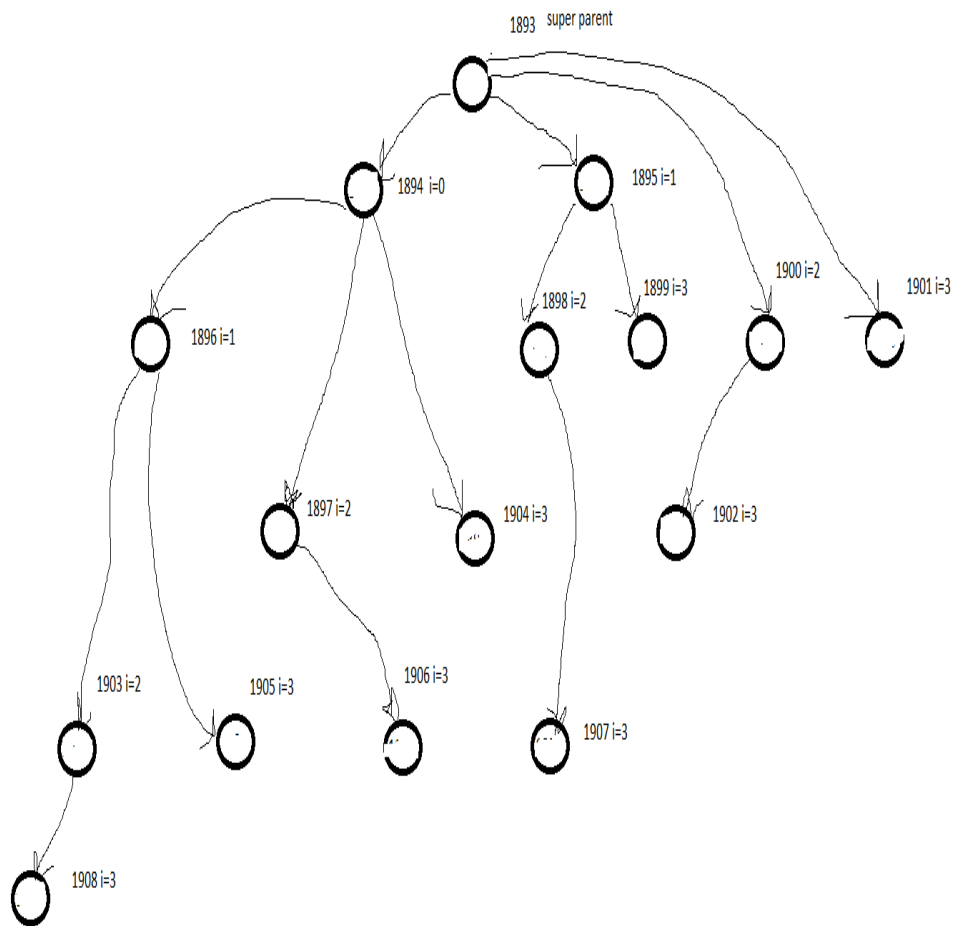 1893 super parent
1894 i=0
1895 i=1
1896 i=1
1898 i=2
1899 i=3
1900 i=2
1901 i=3
1897 i=2
1904 i=3
1902 i=3
1903 i=2
1905 i=3
1906 i=3
1907 i=3
1908 i=3